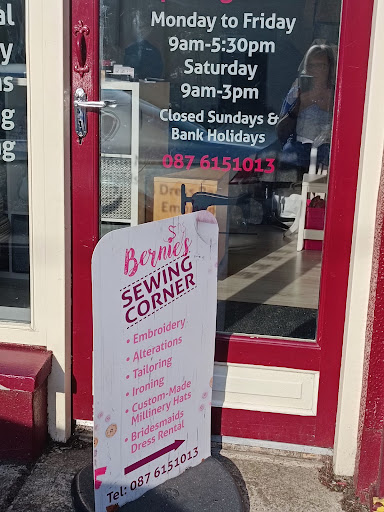 Monday to Friday
9am-5:30pm
Saturday
9am-3pm
Closed Sundays &
Bank Holidays
087 6151013
Bernie's
SEWING
CORNER
• Embroidery
• Alterations
• Tailoring
• Ironing
• Custom-Made
Millinery Hats
• Bridesmaids
Dress Rental
Tel: 087 6151013